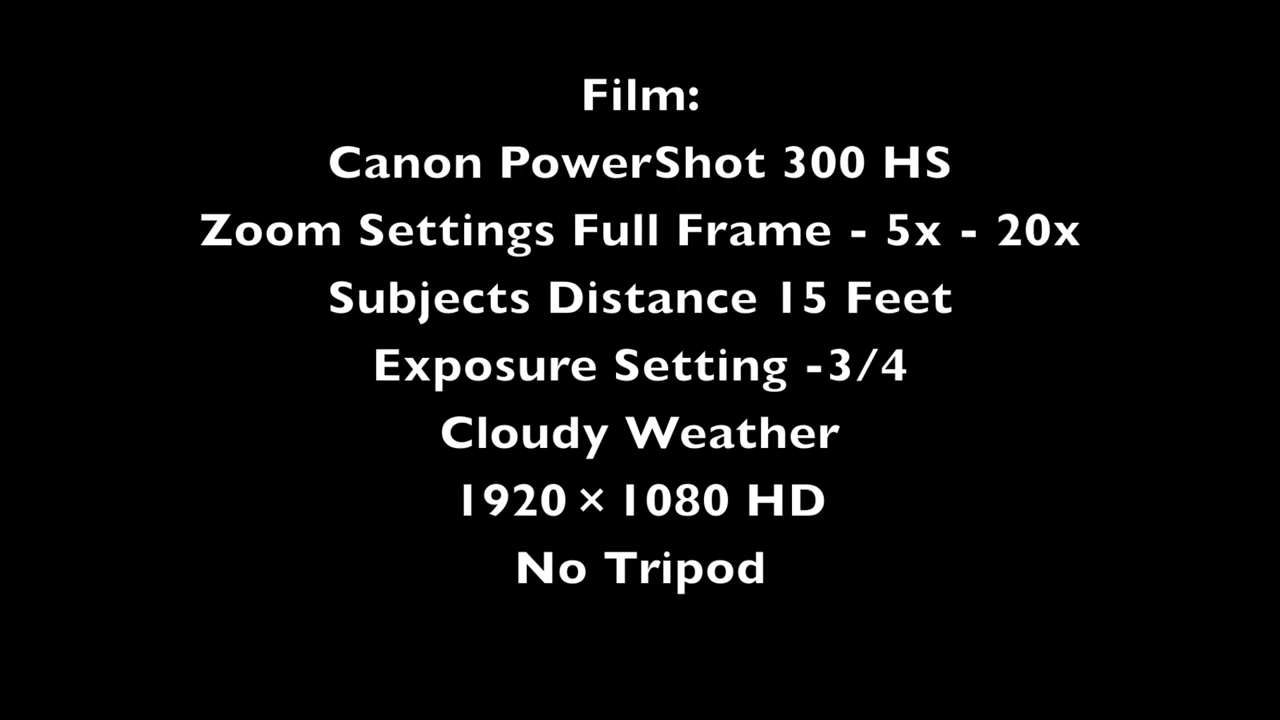 Film:
Canon PowerShot 300 HS
Zoom Settings Full Frame - 5x - 20x
Subjects Distance 15 Feet
Exposure Setting -3/4
Cloudy Weather
1920 × 1080 HD
No Tripod